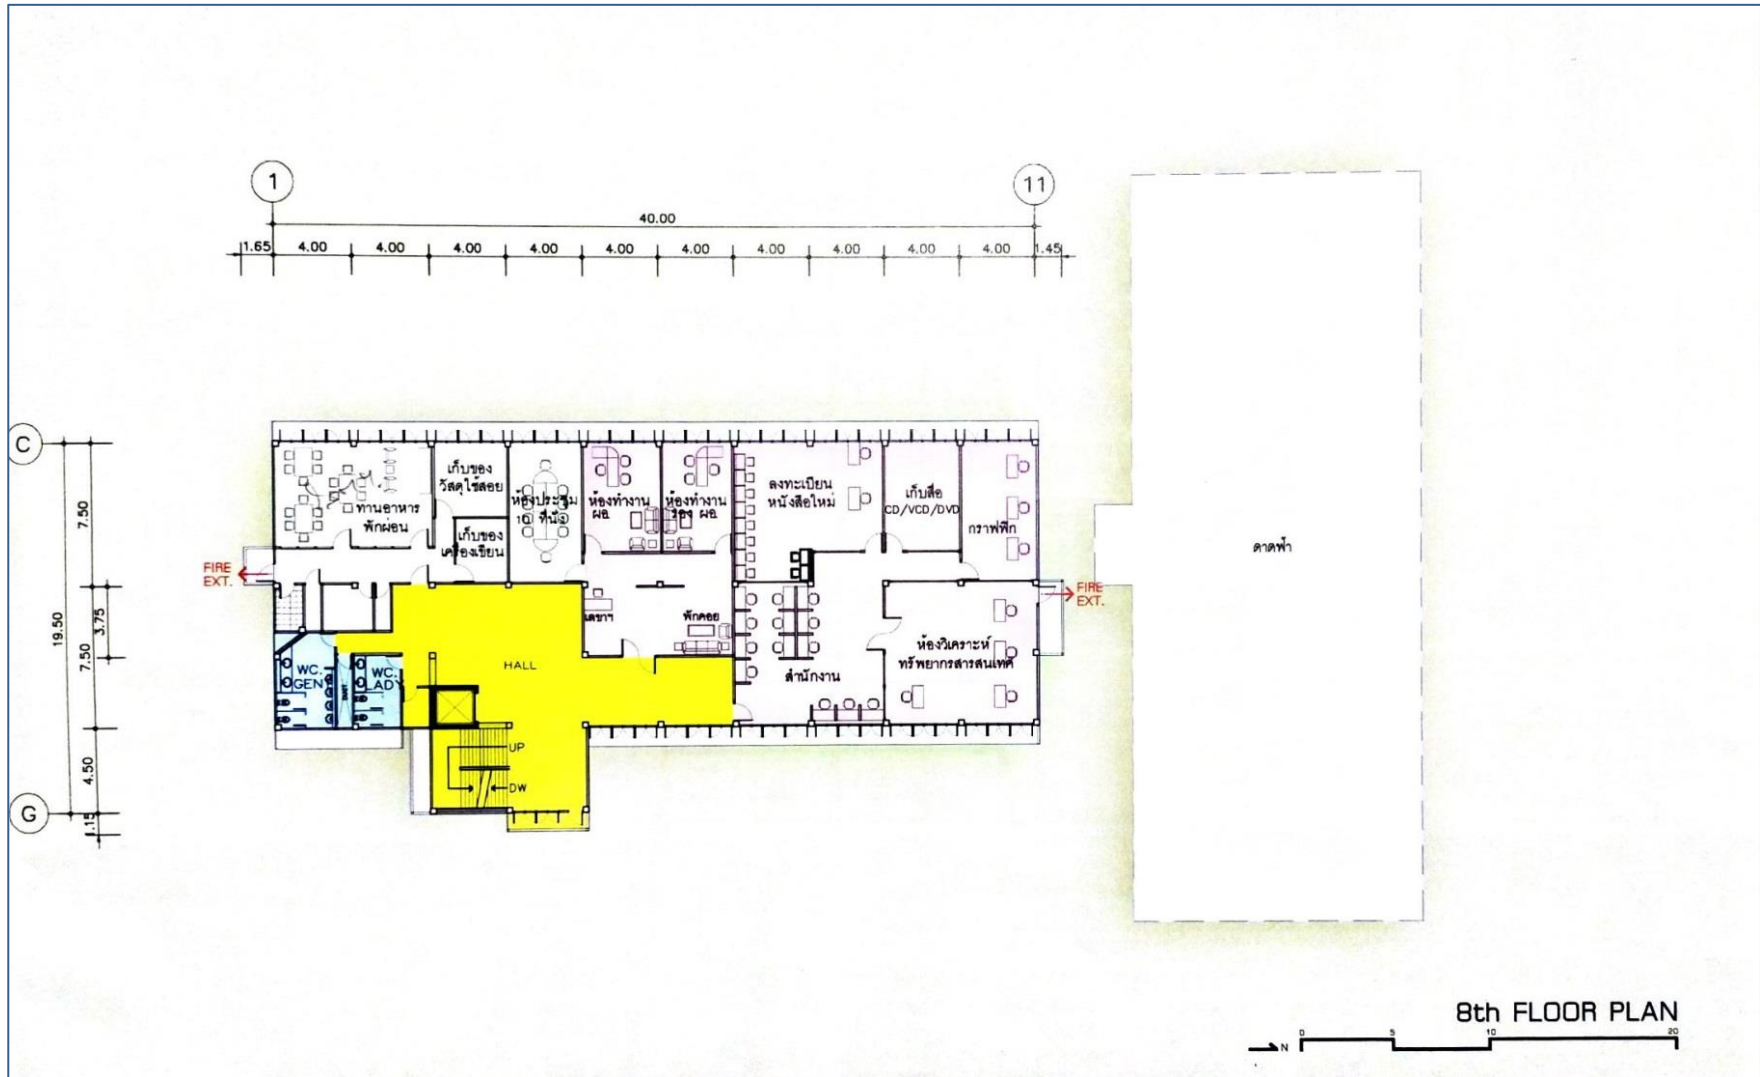 1
11
40.00
1.65 4.00 4.00 4.00 4.00 4.00 4.00 4.00 4.00 4.00 4.00 1.45
C
G
19.50
7.50
3.75
7.50
4.50
1.15
ทานอาหาร
พักผ่อน
เก็บของ
วัสดุใช้สอย
เก็บของ
เครื่องเขียน
ห้องประชุม
10 ที่นั่ง
ห้องทำงาน
ผอ
ห้องทำงาน
รอง ผอ
ลงทะเบียน
หนังสือใหม่
เก็บสื่อ
CD/VCD/DVD
กราฟฟิก
ดาดฟ้า
FIRE
EXT.
FIRE
EXT.
เลขาฯ
พักคอย
HALL
WC.
GEN
WC.
LADY
สำนักงาน
ห้องวิเคราะห์
ทรัพยากรสารสนเทศ
UP
DW
8th FLOOR PLAN
N
0 5 10 20